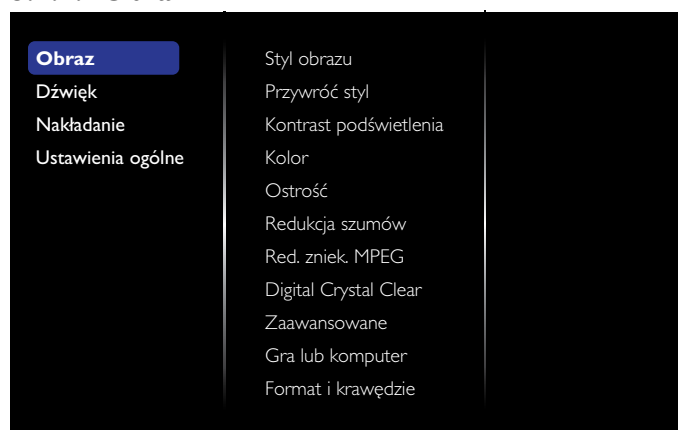 Obraz
Dźwięk
Nakładanie
Ustawienia ogólne
Styl obrazu
Przywróć styl
Kontrast podświetlenia
Kolor
Ostrość
Redukcja szumów
Red. zniek. MPEG
Digital Crystal Clear
Zaawansowane
Gra lub komputer
Format i krawędzie